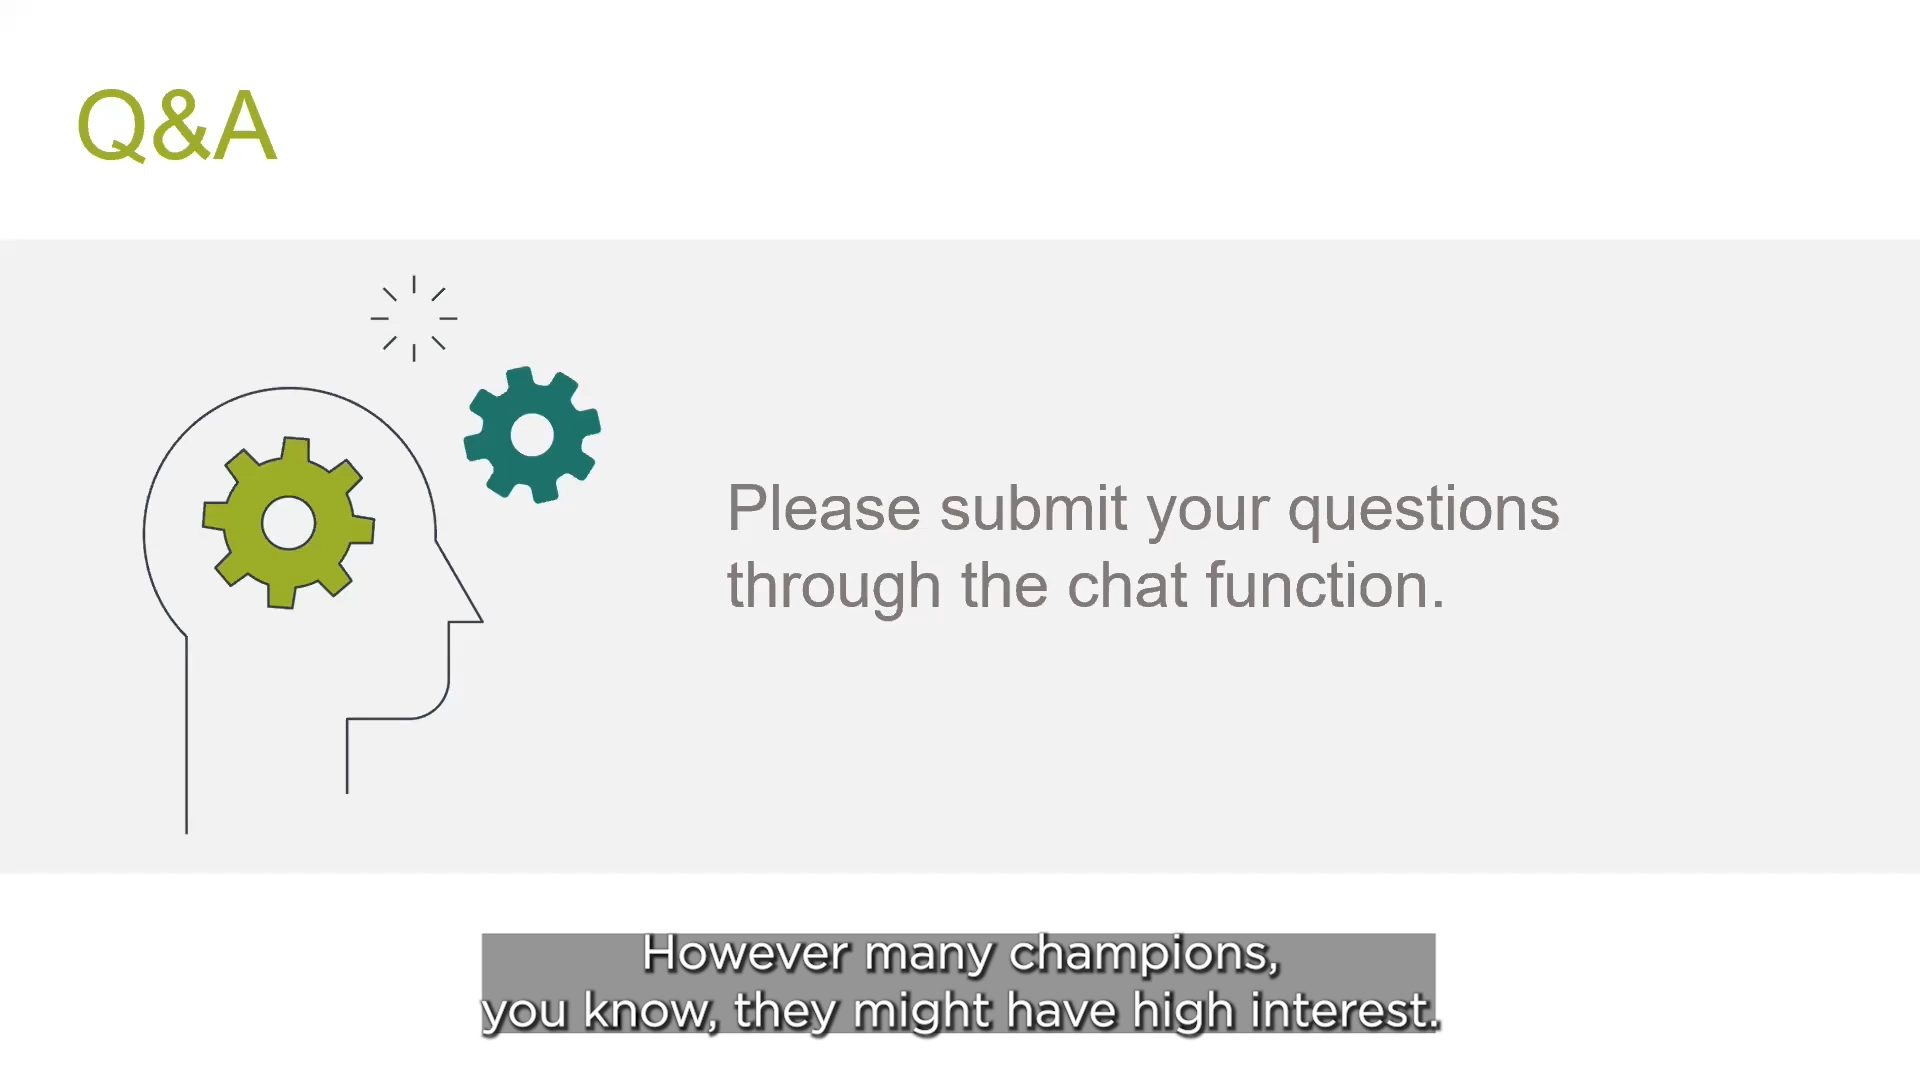 Q&A
Please submit your questions
through the chat function.
However many champions,
you know, they might have high interest.